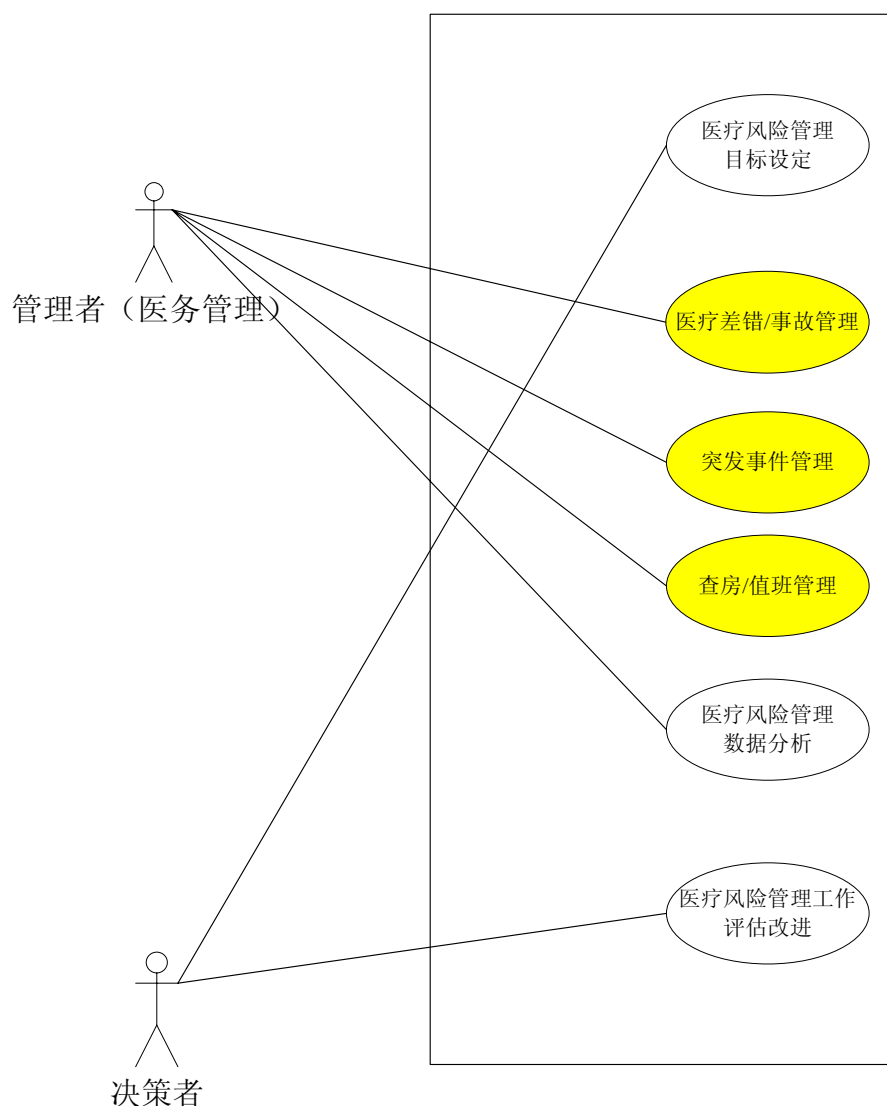 医疗风险管理
目标设定
管理者（医务管理）
医疗差错/事故管理
突发事件管理
查房/值班管理
医疗风险管理
数据分析
医疗风险管理工作
评估改进
决策者